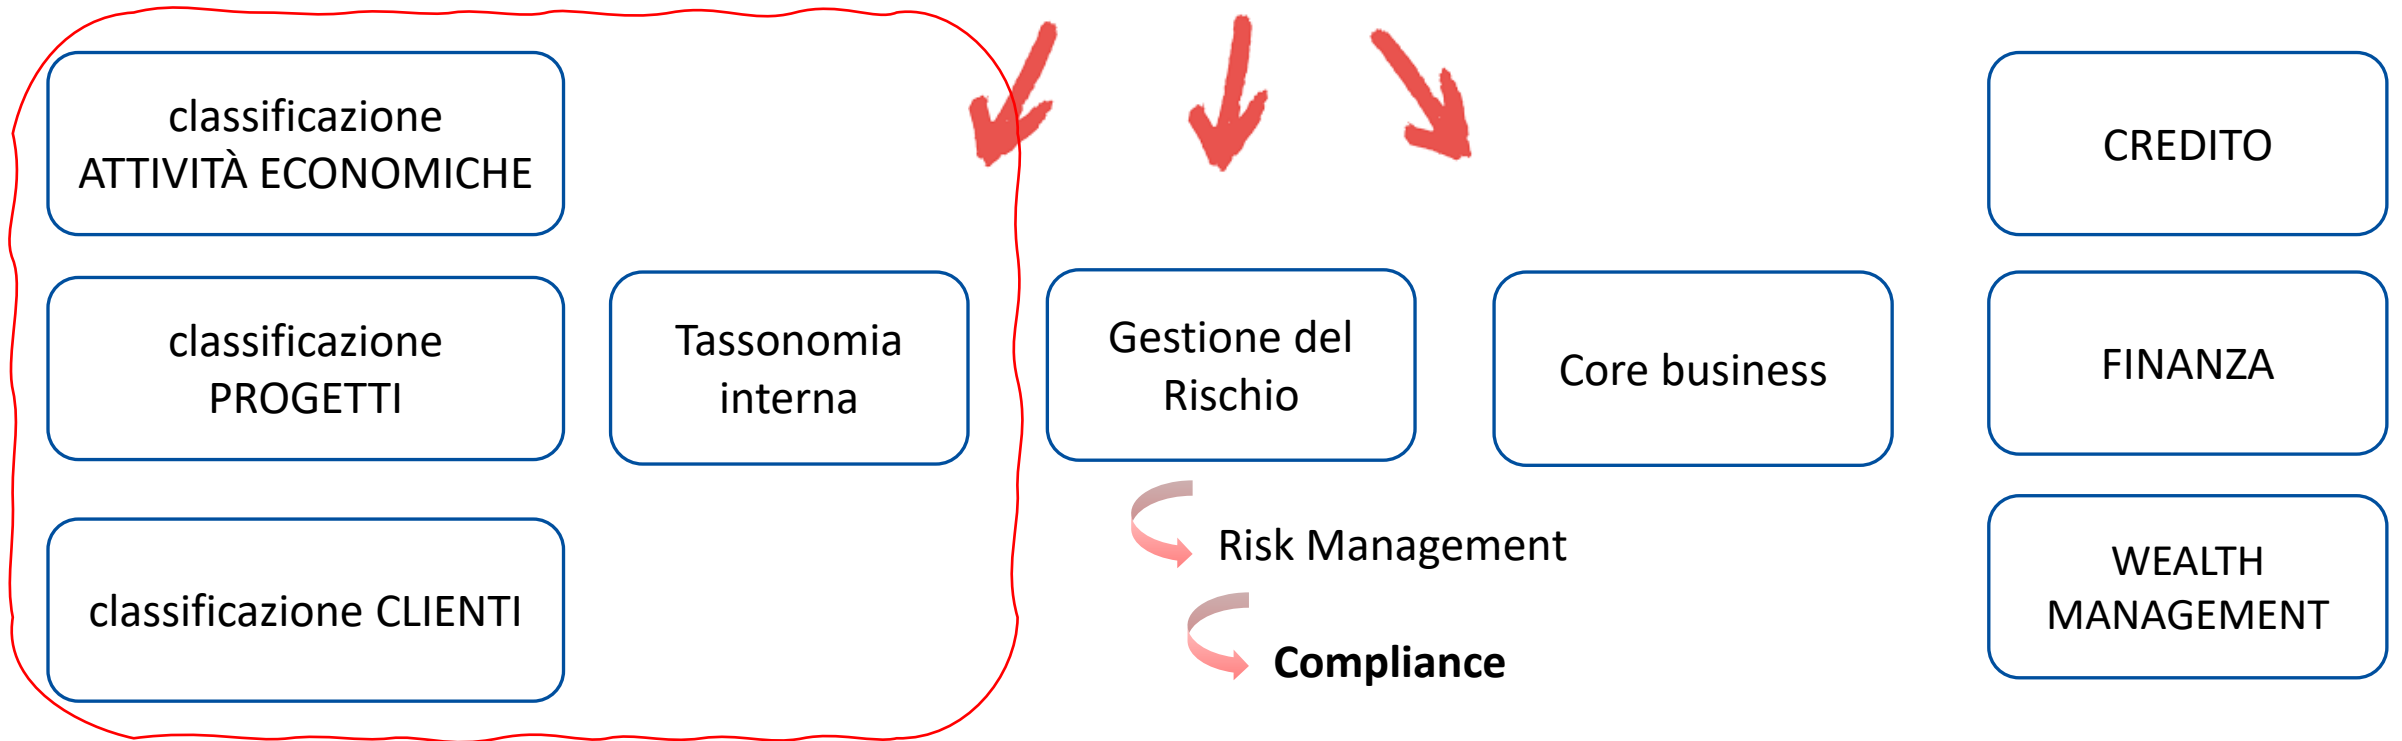 classificazione
ATTIVITÀ ECONOMICHE
classificazione
PROGETTI
classificazione CLIENTI
Tassonomia
interna
Gestione del
Rischio
Risk Management
Compliance
Core business
CREDITO
FINANZA
WEALTH
MANAGEMENT